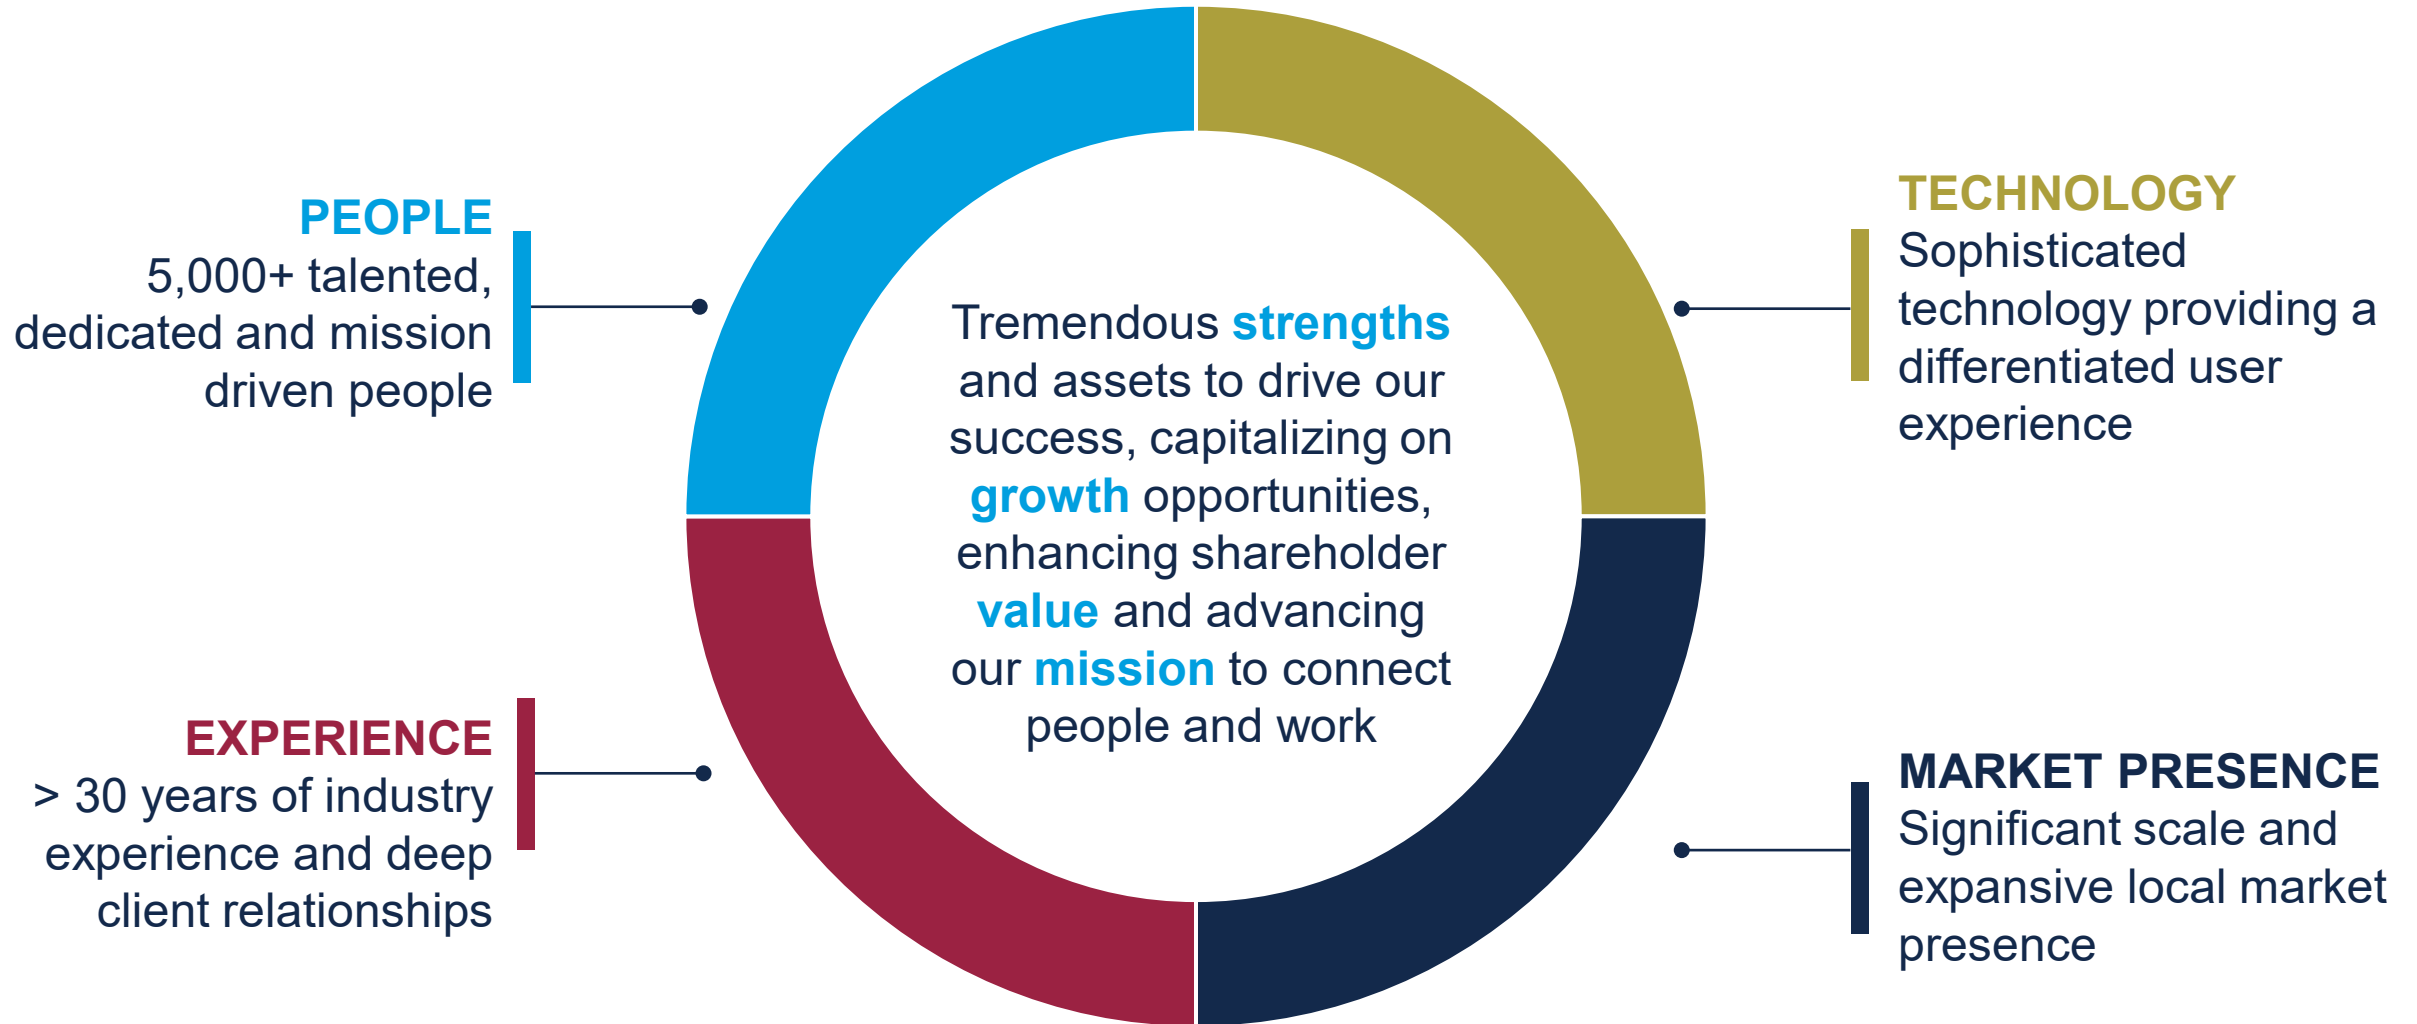 PEOPLE
5,000+ talented,
dedicated and mission
driven people
TECHNOLOGY
Sophisticated
technology providing a
differentiated user
experience
Tremendous strengths
and assets to drive our
success, capitalizing on
growth opportunities,
enhancing shareholder
value and advancing
our mission to connect
people and work
EXPERIENCE
> 30 years of industry
experience and deep
client relationships
MARKET PRESENCE
Significant scale and
expansive local market
presence